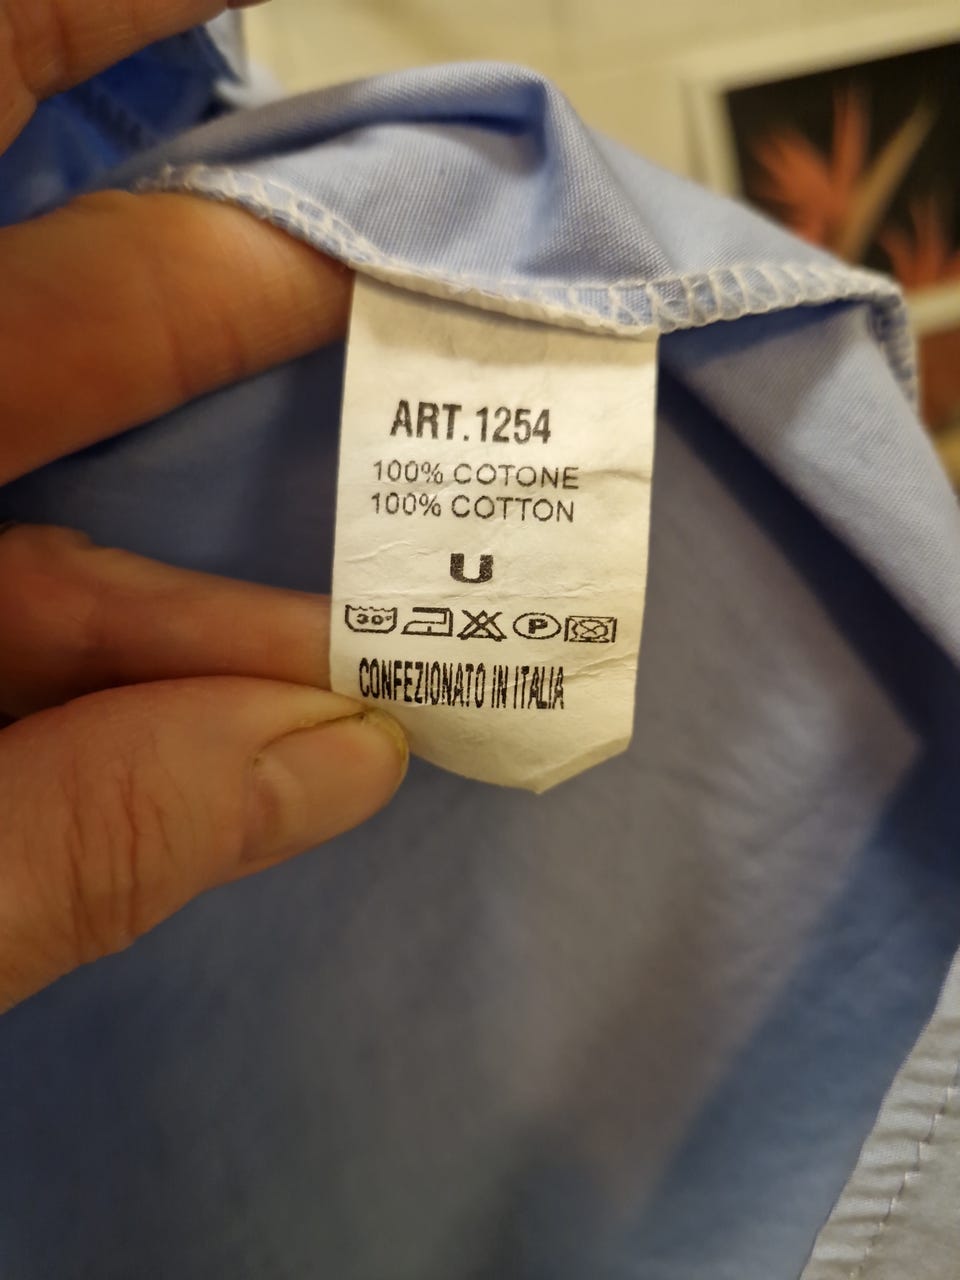 ART.1254
100% COTONE
100% COTTON
U
30° P
CONFEZIONATO IN ITALIA